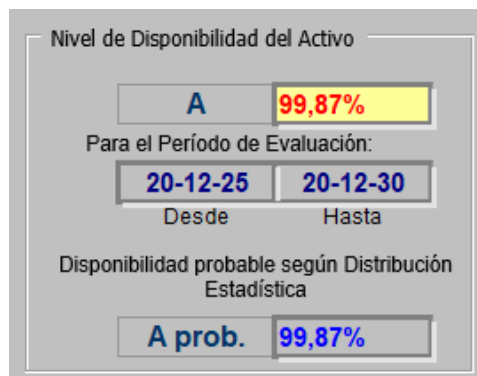 Nivel de Disponibilidad del Activo
A 99,87%
Para el Período de Evaluación:
20-12-25 20-12-30
Desde Hasta
Disponibilidad probable según Distribución
Estadística
A prob. 99,87%